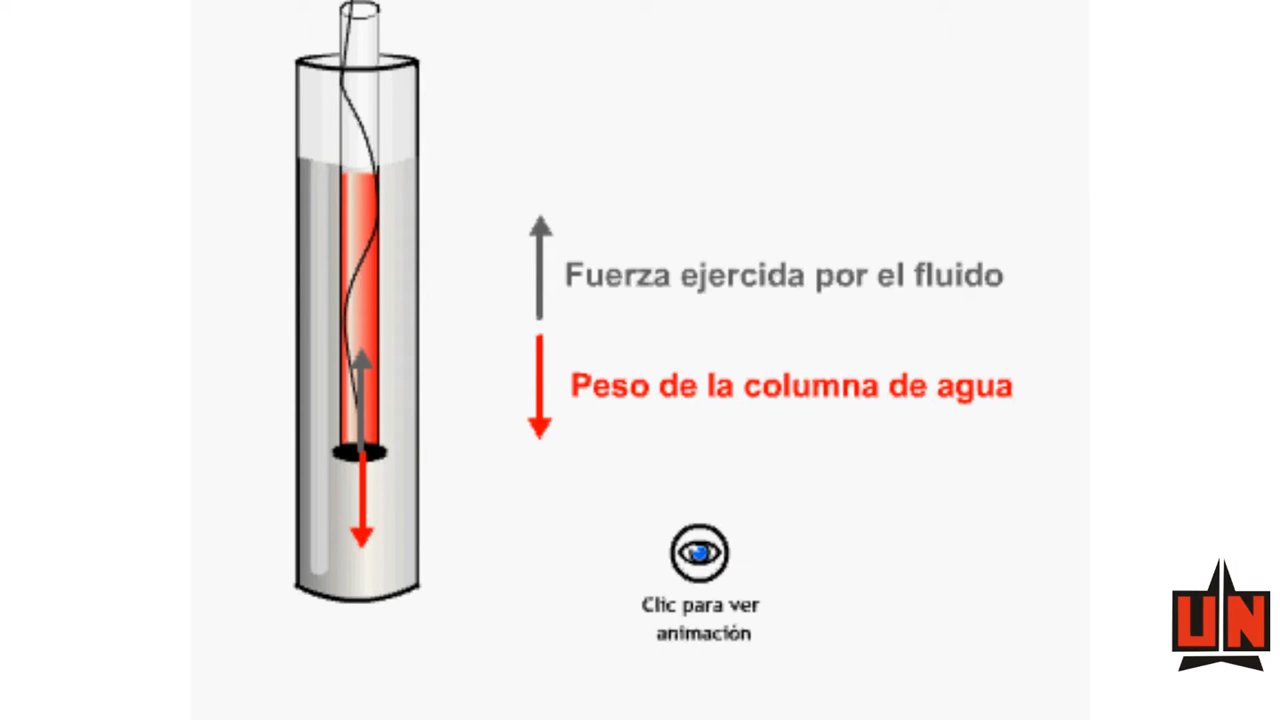 Fuerza ejercida por el fluido
Peso de la columna de agua
Clic para ver
animación
UN